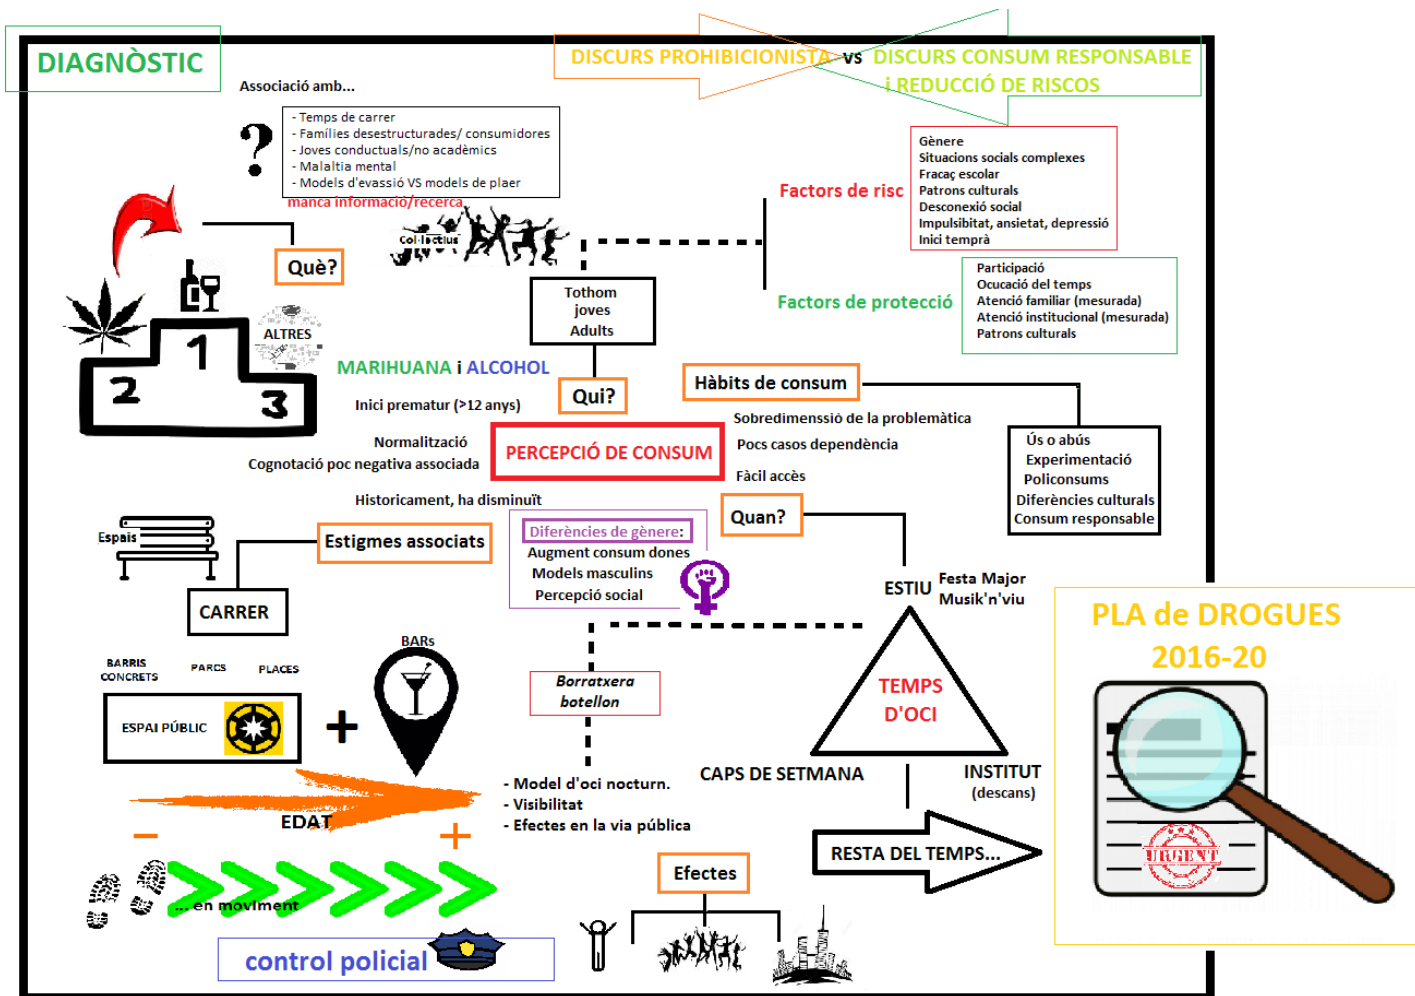 DIAGNÒSTIC
DISCURS PROHIBICIONISTA vs DISCURS CONSUM RESPONSABLE
i REDUCCIÓ DE RISCOS
Associació amb...
?
- Temps de carrer
- Famílies desestructurades/ consumidores
- Joves conductuals/no acadèmics
- Malaltia mental
- Models d'evassió VS models de plaer
manca informació/recerca
Col·lectius
Què?
Factors de risc
Gènere
Situacions socials complexes
Fracaç escolar
Patrons culturals
Desconexió social
Impulsibitat, ansietat, depressió
Inici temprà
Factors de protecció
Participació
Ocucació del temps
Atenció familiar (mesurada)
Atenció institucional (mesurada)
Patrons culturals
Tothom
joves
Adults
Qui?
ALTRES
1
2
3
MARIHUANA i ALCOHOL
Inici prematur (>12 anys)
Normalització
Cognotació poc negativa associada
Historicament, ha disminuït
PERCEPCIÓ DE CONSUM
Hàbits de consum
Sobredimenssió de la problemàtica
Pocs casos dependència
Fàcil accès
Ús o abús
Experimentació
Policonsums
Diferències culturals
Consum responsable
Quan?
Espais
Estigmes associats
CARRER
Diferències de gènere:
Augment consum dones
Models masculins
Percepció social
ESTIU
Festa Major
Musik'n'viu
TEMPS
D'OCI
CAPS DE SETMANA
INSTITUT
(descans)
RESTA DEL TEMPS...
BARRIS
CONCRETS
PARCS
PLACES
BARs
ESPAI PÚBLIC
+
Borratxera
botellon
- Model d'oci nocturn.
- Visibilitat
- Efectes en la via pública
EDAT
−
+
... en moviment
control policial
Efectes
PLA de DROGUES
2016-20
URGENT